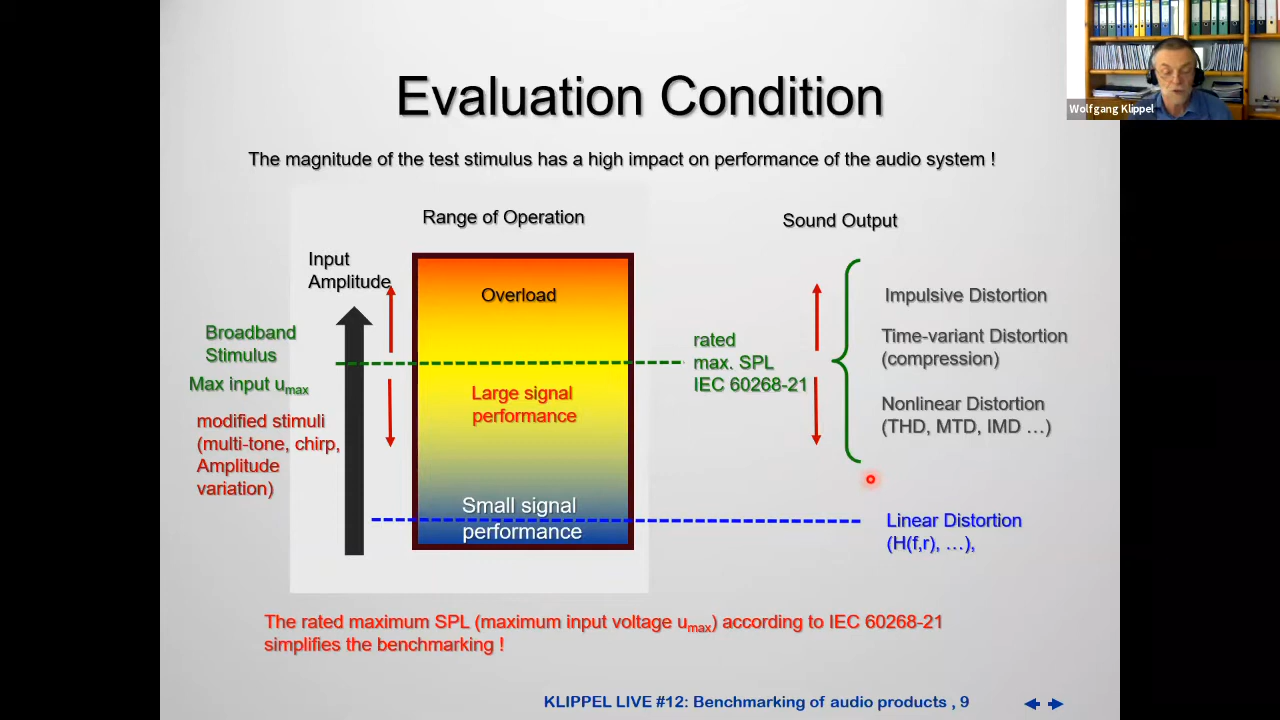 Wolfgang Klippel
Evaluation Condition
The magnitude of the test stimulus has a high impact on performance of the audio system !
Range of Operation
Sound Output
Input
Amplitude
Overload
Large signal
performance
Small signal
performance
Broadband
Stimulus
Max input umax
modified stimuli
(multi-tone, chirp,
Amplitude
variation)
rated
max. SPL
IEC 60268-21
Impulsive Distortion
Time-variant Distortion
(compression)
Nonlinear Distortion
(THD, MTD, IMD ...)
Linear Distortion
(H(f,r), ...),
The rated maximum SPL (maximum input voltage umax) according to IEC 60268-21
simplifies the benchmarking !
KLIPPEL LIVE #12: Benchmarking of audio products , 9